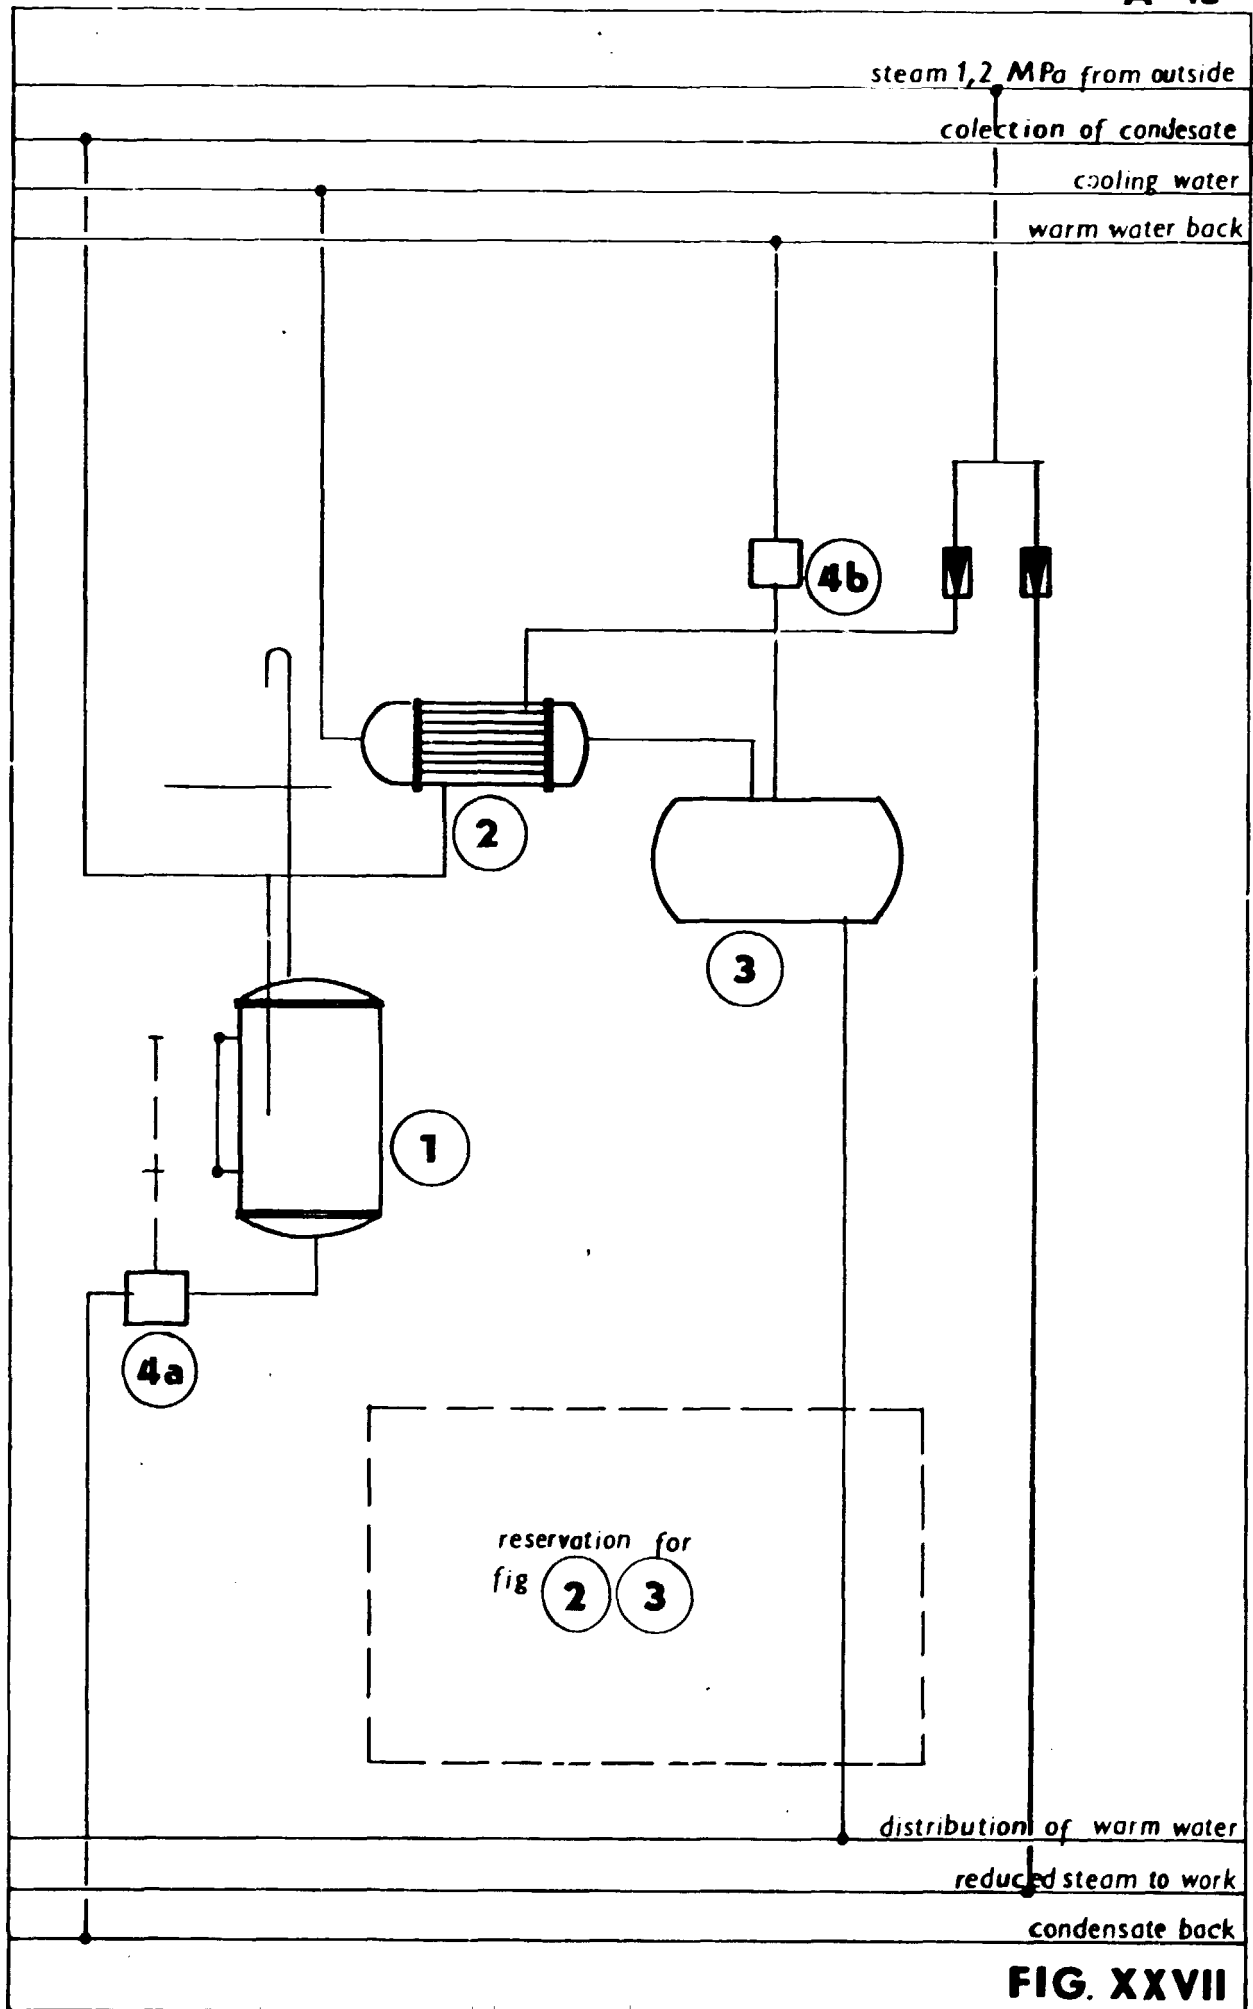 steam 1,2 MPa from outside
colection of condesate
cooling water
warm water back
4b
2
3
1
4a
reservation for
fig 2 3
distribution of warm water
reduced steam to work
condensate back
FIG. XXVII